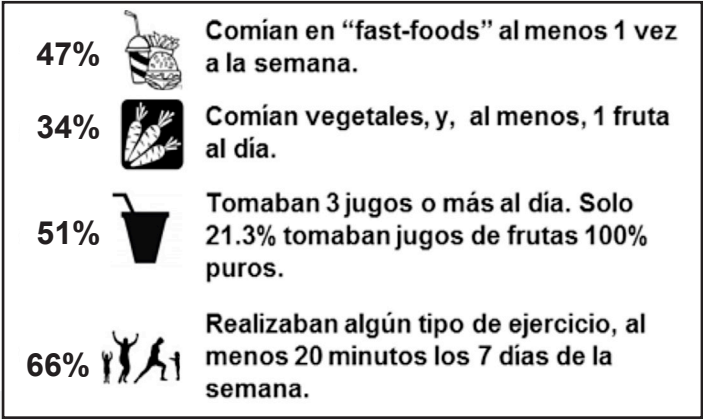 47%
Comían en “fast-foods” al menos 1 vez
a la semana.
34%
Comían vegetales, y, al menos, 1 fruta
al día.
51%
Tomaban 3 jugos o más al día. Solo
21.3% tomaban jugos de frutas 100%
puros.
66%
Realizaban algún tipo de ejercicio, al
menos 20 minutos los 7 días de la
semana.